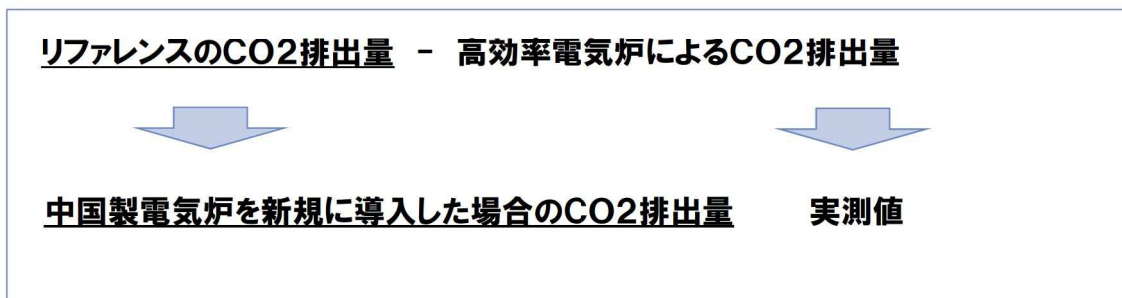 リファレンスのCO2排出量 - 高効率電気炉によるCO2排出量
中国製電気炉を新規に導入した場合のCO2排出量 実測値